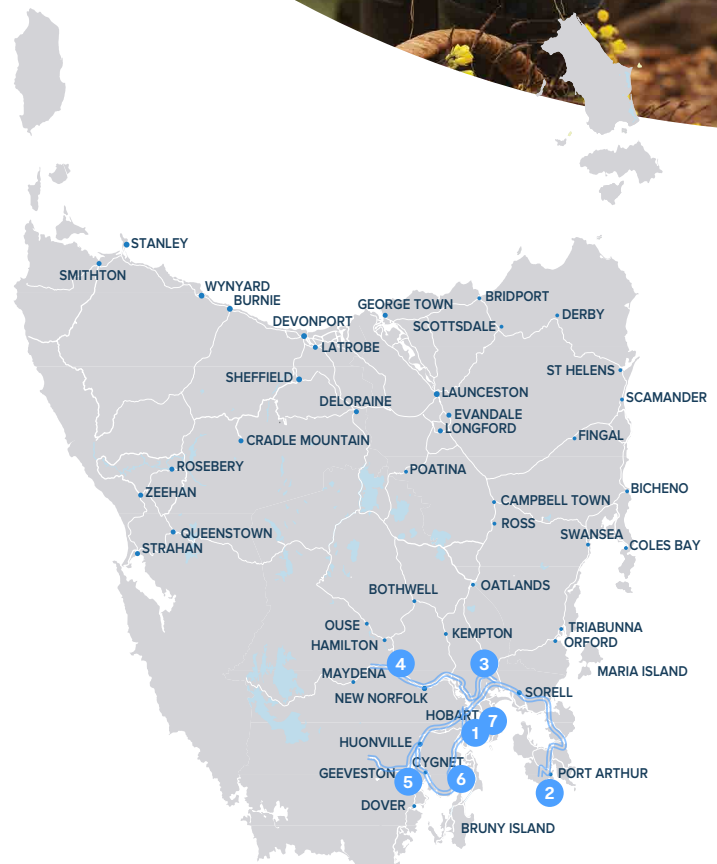 STANLEY
SMITHTON
WYNYARD
BURNIE
GEORGE TOWN
BRIDPORT
DEVONPORT
SCOTTSDALE
DERBY
LATROBE
ST HELENS
SHEFFIELD
LAUNCESTON
SCAMANDER
DELORAINE
EVANDALE
LONGFORD
FINGAL
CRADLE MOUNTAIN
ROSEBERY
POATINA
ZEEHAN
BICHENO
CAMPBELL TOWN
ROSS
QUEENSTOWN
SWANSEA
STRAHAN
COLES BAY
BOTHWELL
OATLANDS
OUSE
KEMPTON
TRIABUNNA
HAMILTON
ORFORD
4
3
MAYDENA
MARIA ISLAND
NEW NORFOLK
SORELL
HOBART
7
1
HUONVILLE
CYGNET
GEEVESTON
5
6
PORT ARTHUR
2
DOVER
BRUNY ISLAND